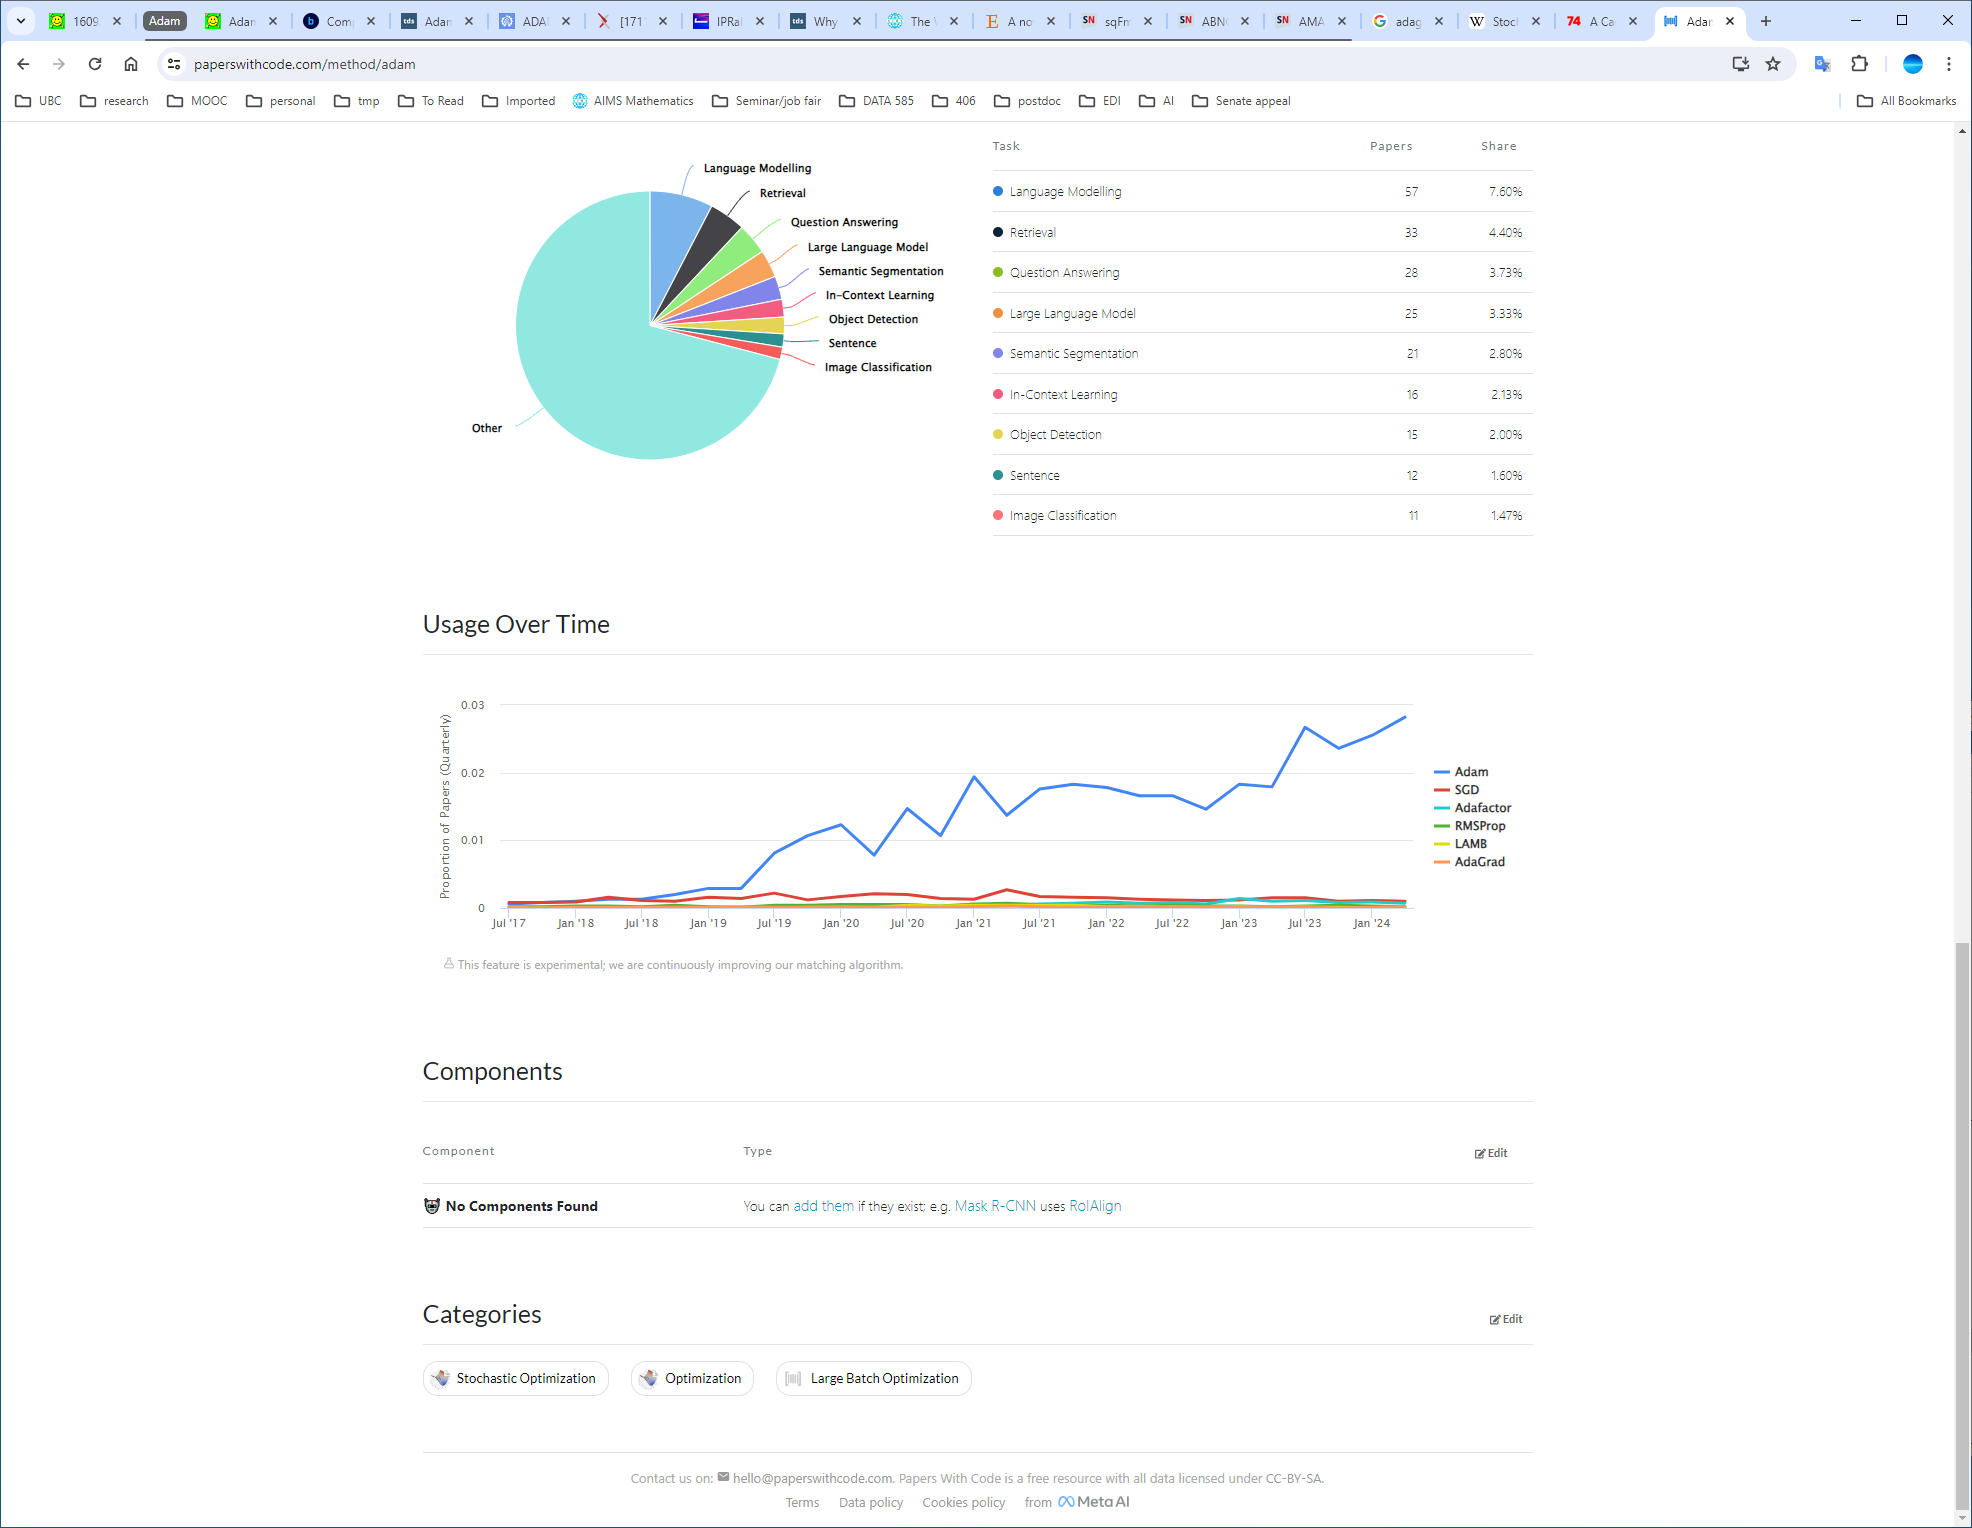 1609
Adam
Adan
Com
Adam
ADAI
[171
IPRal
Why
The
A no
sqFn
ABN
AMA
adag
Stoc
A Ca
Adan
paperswithcode.com/method/adam
UBC research MOOC personal tmp To Read Imported AIMS Mathematics Seminar/job fair DATA 585 406 postdoc EDI AI Senate appeal All Bookmarks
Language Modelling
Retrieval
Question Answering
Large Language Model
Semantic Segmentation
In-Context Learning
Object Detection
Sentence
Image Classification
Other
Task Papers Share
Language Modelling 57 7.60%
Retrieval 33 4.40%
Question Answering 28 3.73%
Large Language Model 25 3.33%
Semantic Segmentation 21 2.80%
In-Context Learning 16 2.13%
Object Detection 15 2.00%
Sentence 12 1.60%
Image Classification 11 1.47%
Usage Over Time
Proportion of Papers (Quarterly)
0.03
0.02
0.01
0
Jul '17 Jan '18 Jul '18 Jan '19 Jul '19 Jan '20 Jul '20 Jan '21 Jul '21 Jan '22 Jul '22 Jan '23 Jul '23 Jan '24
Adam
SGD
Adafactor
RMSProp
LAMB
AdaGrad
This feature is experimental; we are continuously improving our matching algorithm.
Components
Component Type Edit
No Components Found You can add them if they exist; e.g. Mask R-CNN uses RoIAlign
Categories Edit
Stochastic Optimization Optimization Large Batch Optimization
Contact us on: hello@paperswithcode.com. Papers With Code is a free resource with all data licensed under CC-BY-SA.
Terms Data policy Cookies policy from Meta AI